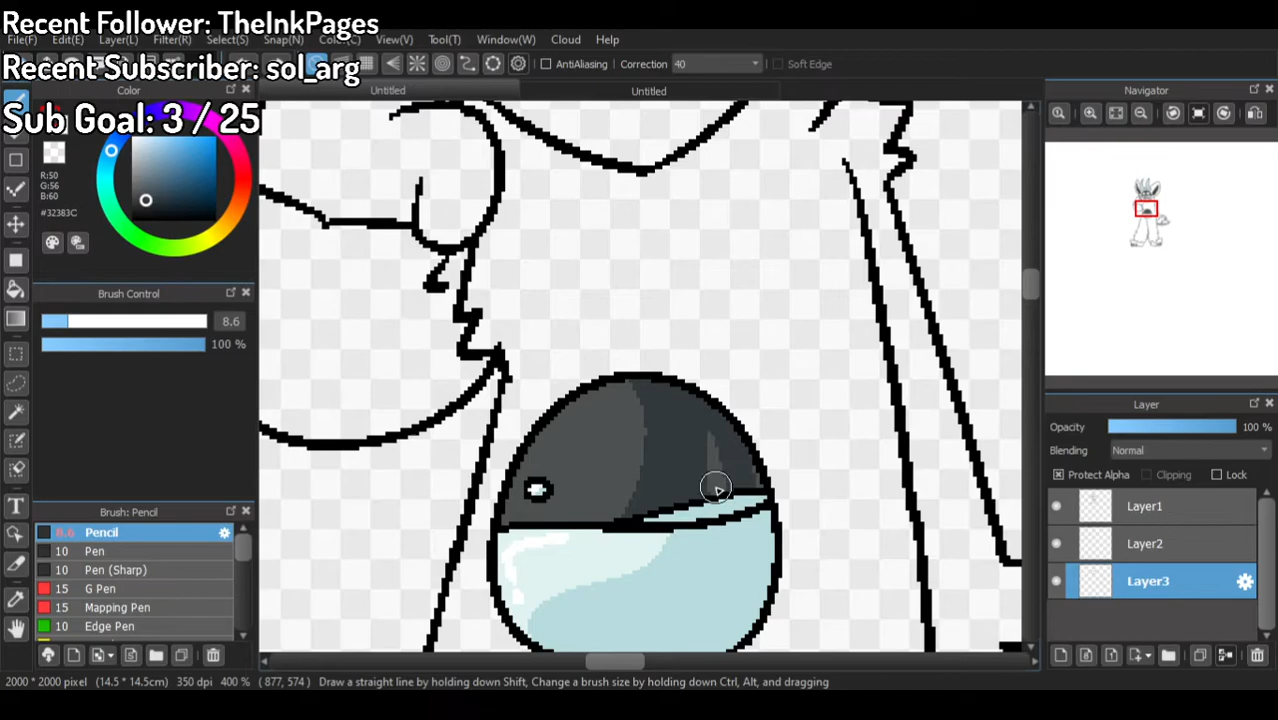 Recent Follower: TheInkPages
File(F) Edit(E) Layer(L) Filter(R) Select(S) Snap(N) Color(C) View(V) Tool(T) Window(W) Cloud Help
Recent Subscriber: sol_arg
AntiAliasing Correction 40 Soft Edge
Color Untitled Untitled Navigator
Sub Goal: 3 / 25
R:50
G:56
B:60
#32383C
Brush Control
8.6
100 %
Layer
Opacity 100 %
Blending Normal
Protect Alpha Clipping Lock
Layer1
Layer2
Layer3
Brush: Pencil
8.6 Pencil
10 Pen
10 Pen (Sharp)
15 G Pen
15 Mapping Pen
10 Edge Pen
2000 * 2000 pixel (14.5 * 14.5cm) 350 dpi 400 % ( 877, 574 ) Draw a straight line by holding down Shift, Change a brush size by holding down Ctrl, Alt, and dragging